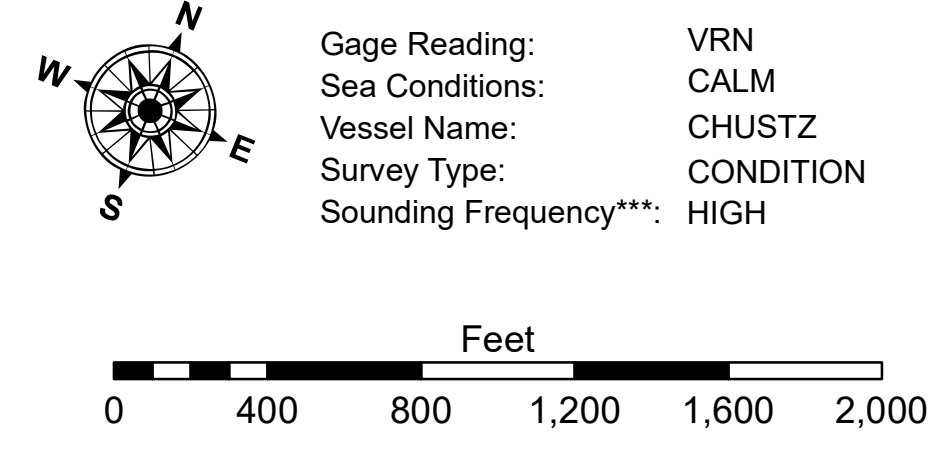 N
W
E
S
Gage Reading: VRN
Sea Conditions: CALM
Vessel Name: CHUSTZ
Survey Type: CONDITION
Sounding Frequency***: HIGH
Feet
0 400 800 1,200 1,600 2,000